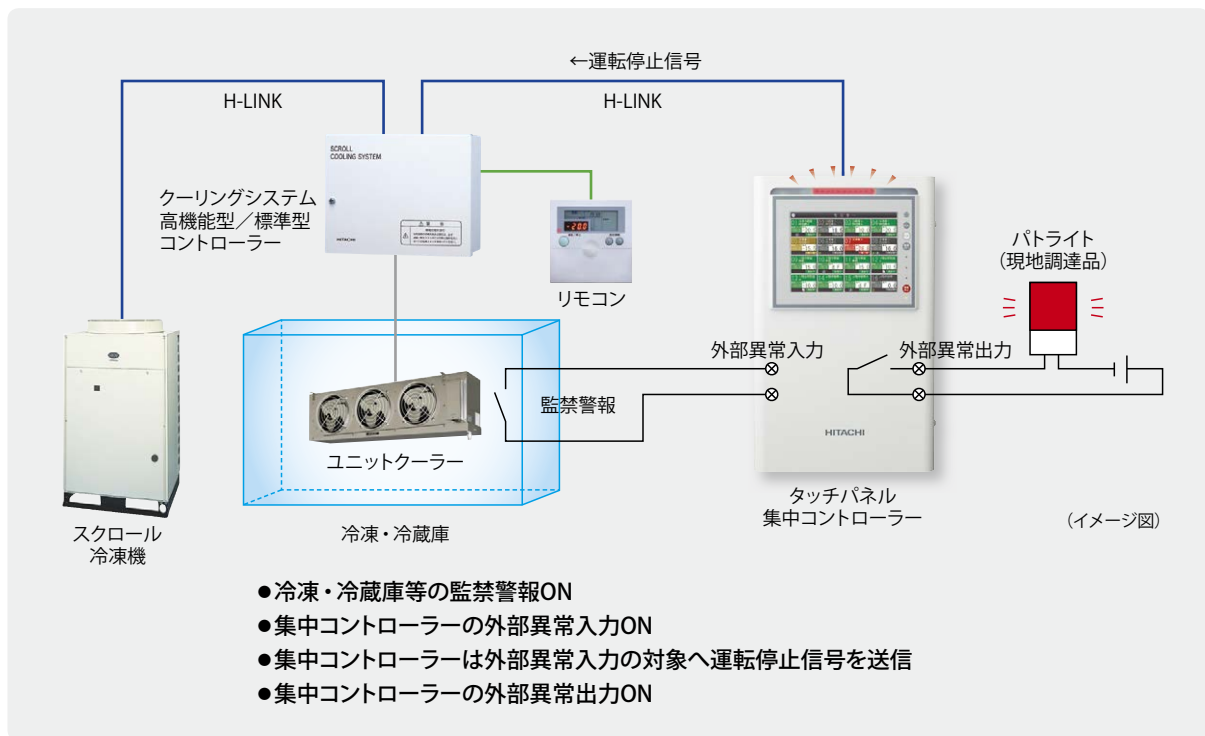 ←運転停止信号
H-LINK
H-LINK
SCROLL
COOLING SYSTEM
HITACHI
クーリングシステム
高機能型／標準型
コントローラー
-20.0
リモコン
パトライト
（現地調達品）
外部異常入力
外部異常出力
監禁警報
ユニットクーラー
HITACHI
スクロール
冷凍機
冷凍・冷蔵庫
タッチパネル
集中コントローラー
（イメージ図）
●冷凍・冷蔵庫等の監禁警報ON
●集中コントローラーの外部異常入力ON
●集中コントローラーは外部異常入力の対象へ運転停止信号を送信
●集中コントローラーの外部異常出力ON